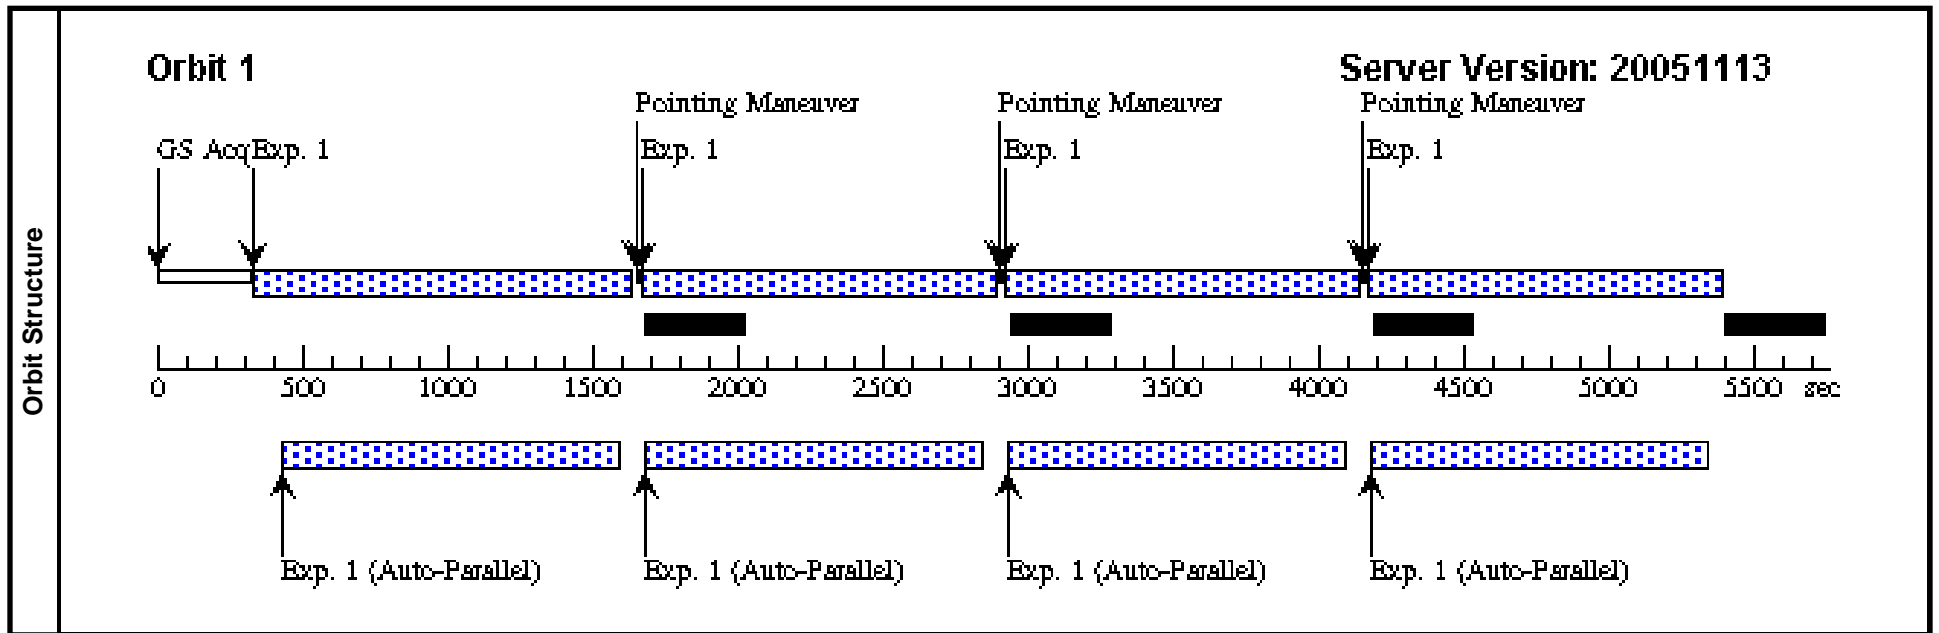 Orbit Structure
Orbit 1
Server Version: 20051113
Pointing Maneuver Pointing Maneuver Pointing Maneuver
GS Acq Exp. 1 Exp. 1 Exp. 1 Exp. 1
0 500 1000 1500 2000 2500 3000 3500 4000 4500 5000 5500 sec
Exp. 1 (Auto-Parallel) Exp. 1 (Auto-Parallel) Exp. 1 (Auto-Parallel) Exp. 1 (Auto-Parallel)